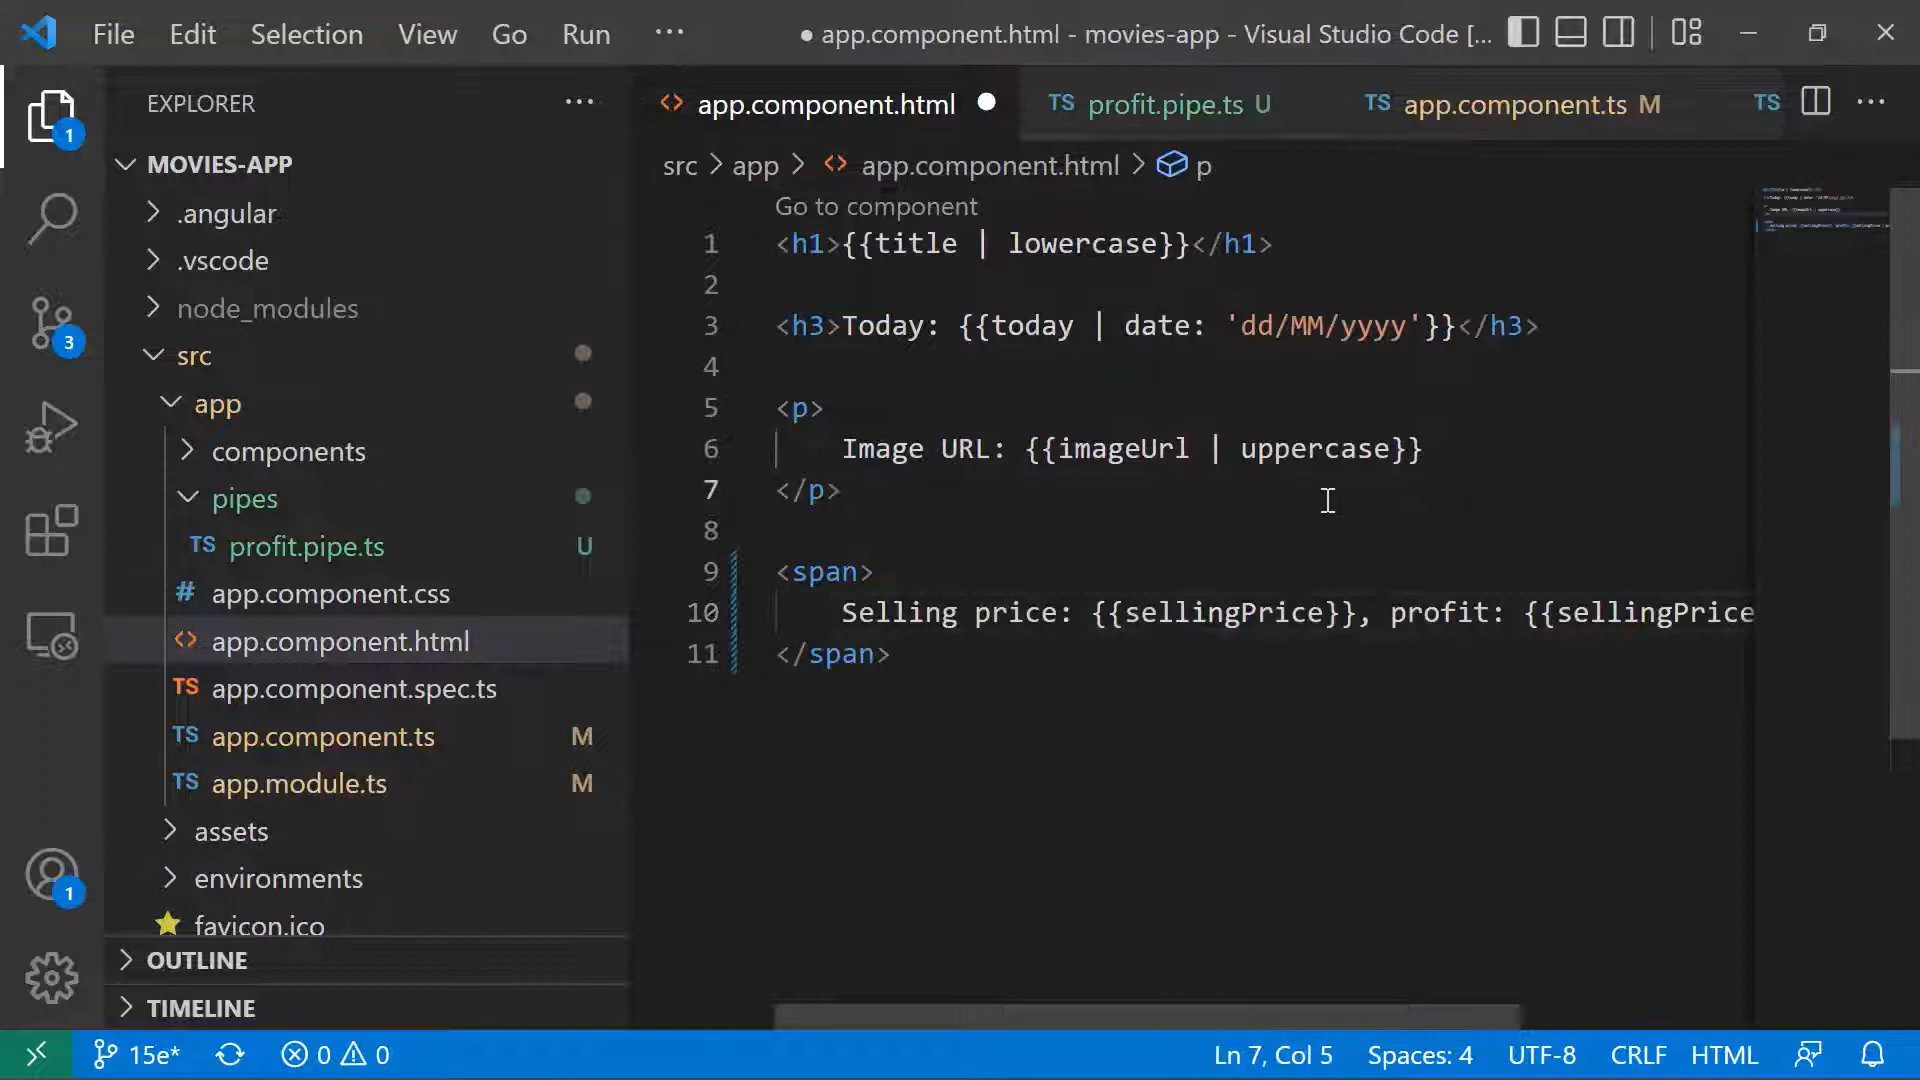 File Edit Selection View Go Run ··· ● app.component.html - movies-app - Visual Studio Code [...
EXPLORER ···
MOVIES-APP
.angular
.vscode
node_modules
src
app
components
pipes
TS profit.pipe.ts U
# app.component.css
<> app.component.html
TS app.component.spec.ts
TS app.component.ts M
TS app.module.ts M
assets
environments
favicon.ico
OUTLINE
TIMELINE
1
3
1
<> app.component.html ● TS profit.pipe.ts U TS app.component.ts M TS ···
src > app > <> app.component.html > p
Go to component
1 <h1>{{title | lowercase}}</h1>
2
3 <h3>Today: {{today | date: 'dd/MM/yyyy'}}</h3>
4
5 <p>
6 Image URL: {{imageUrl | uppercase}}
7 </p>
8
9 <span>
10 Selling price: {{sellingPrice}}, profit: {{sellingPrice
11 </span>
15e* 0 0 Ln 7, Col 5 Spaces: 4 UTF-8 CRLF HTML